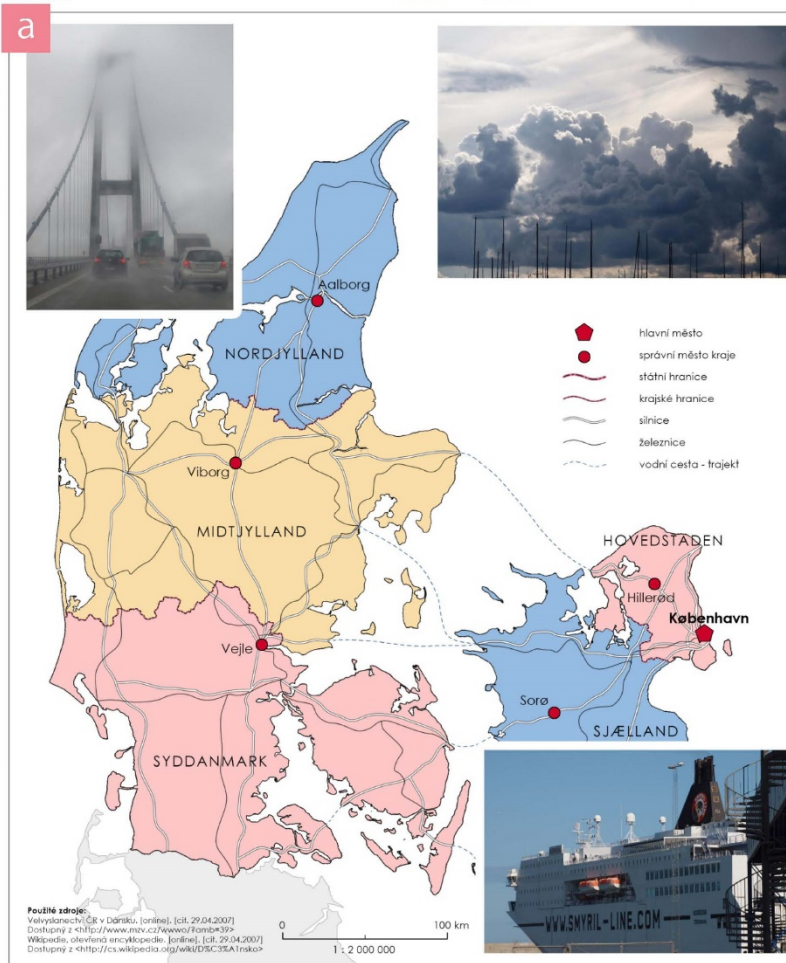 a
Aalborg
NORDJYLLAND
Viborg
MIDTJYLLAND
Vejle
SYDDANMARK
hlavní město
správní město kraje
státní hranice
krajské hranice
silnice
železnice
vodní cesta - trajekt
HOVEDSTADEN
Hillerød
København
Sorø
SJÆLLAND
WWW.SMYRIL-LINE.COM
Použité zdroje:
Velvyslanectví ČR v Dánsku. [online]. [cit. 29.04.2007]
Dostupný z <http://www.mzv.cz/wwwo/?amb=39>
Wikipedie, otevřená encyklopedie. [online]. [cit. 29.04.2007]
Dostupný z <http://cs.wikipedia.org/wiki/D%C3%A1nsko>
0 100 km
1 : 2 000 000